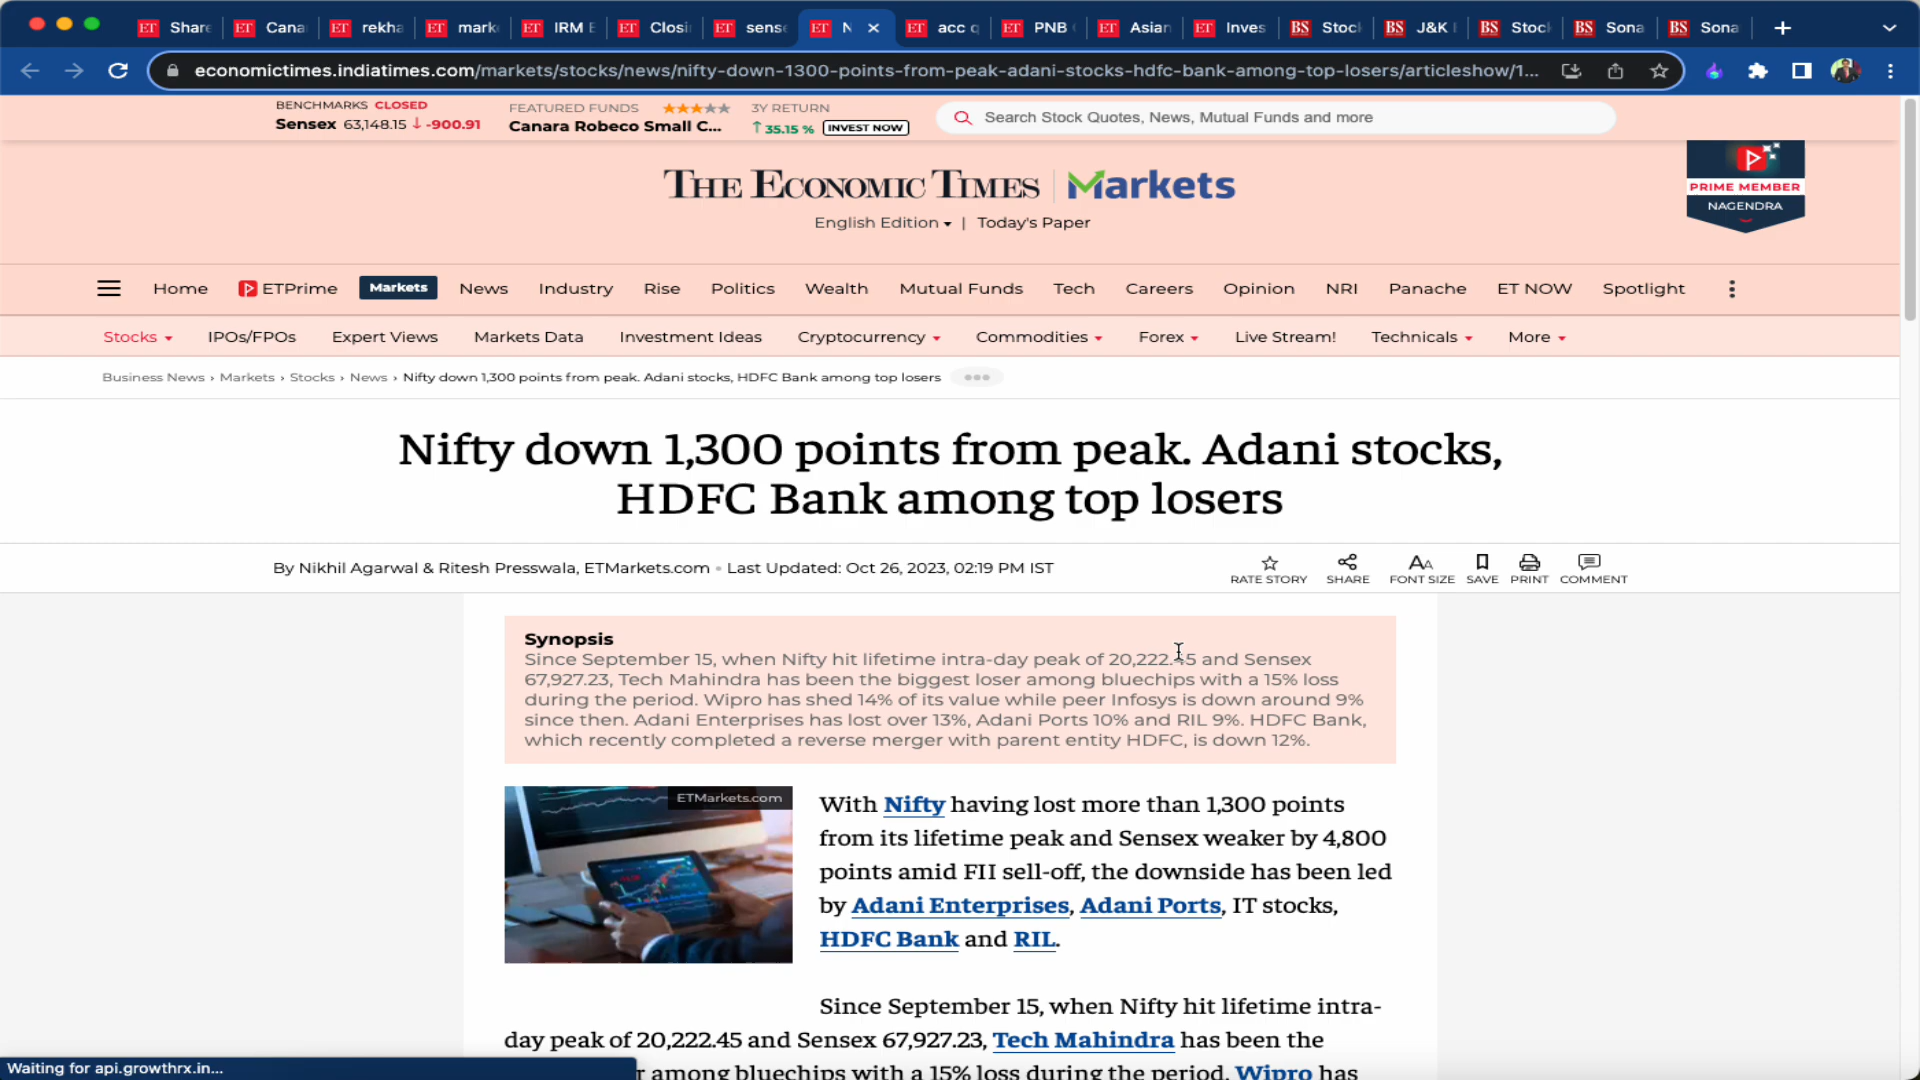 Share
Cana
rekha
mark
IRM E
Closi
sens
N
acc q
PNB
Asian
Inves
Stoc
J&K
Stoc
Sona
Sona
economictimes.indiatimes.com/markets/stocks/news/nifty-down-1300-points-from-peak-adani-stocks-hdfc-bank-among-top-losers/articleshow/1...
BENCHMARKS CLOSED
Sensex 63,148.15 ↓ -900.91
FEATURED FUNDS ★★★★★
Canara Robeco Small C...
3Y RETURN
↑ 35.15 % INVEST NOW
Search Stock Quotes, News, Mutual Funds and more
THE ECONOMIC TIMES | Markets
English Edition | Today's Paper
PRIME MEMBER
NAGENDRA
Home ETPrime Markets News Industry Rise Politics Wealth Mutual Funds Tech Careers Opinion NRI Panache ET NOW Spotlight
Stocks IPOs/FPOs Expert Views Markets Data Investment Ideas Cryptocurrency Commodities Forex Live Stream! Technicals More
Business News › Markets › Stocks › News › Nifty down 1,300 points from peak. Adani stocks, HDFC Bank among top losers
Nifty down 1,300 points from peak. Adani stocks,
HDFC Bank among top losers
By Nikhil Agarwal & Ritesh Presswala, ETMarkets.com • Last Updated: Oct 26, 2023, 02:19 PM IST
RATE STORY SHARE FONT SIZE SAVE PRINT COMMENT
Synopsis
Since September 15, when Nifty hit lifetime intra-day peak of 20,222.45 and Sensex
67,927.23, Tech Mahindra has been the biggest loser among bluechips with a 15% loss
during the period. Wipro has shed 14% of its value while peer Infosys is down around 9%
since then. Adani Enterprises has lost over 13%, Adani Ports 10% and RIL 9%. HDFC Bank,
which recently completed a reverse merger with parent entity HDFC, is down 12%.
ETMarkets.com
With Nifty having lost more than 1,300 points
from its lifetime peak and Sensex weaker by 4,800
points amid FII sell-off, the downside has been led
by Adani Enterprises, Adani Ports, IT stocks,
HDFC Bank and RIL.
Since September 15, when Nifty hit lifetime intra-
day peak of 20,222.45 and Sensex 67,927.23, Tech Mahindra has been the
r among bluechips with a 15% loss during the period. Wipro has
Waiting for api.growthrx.in...